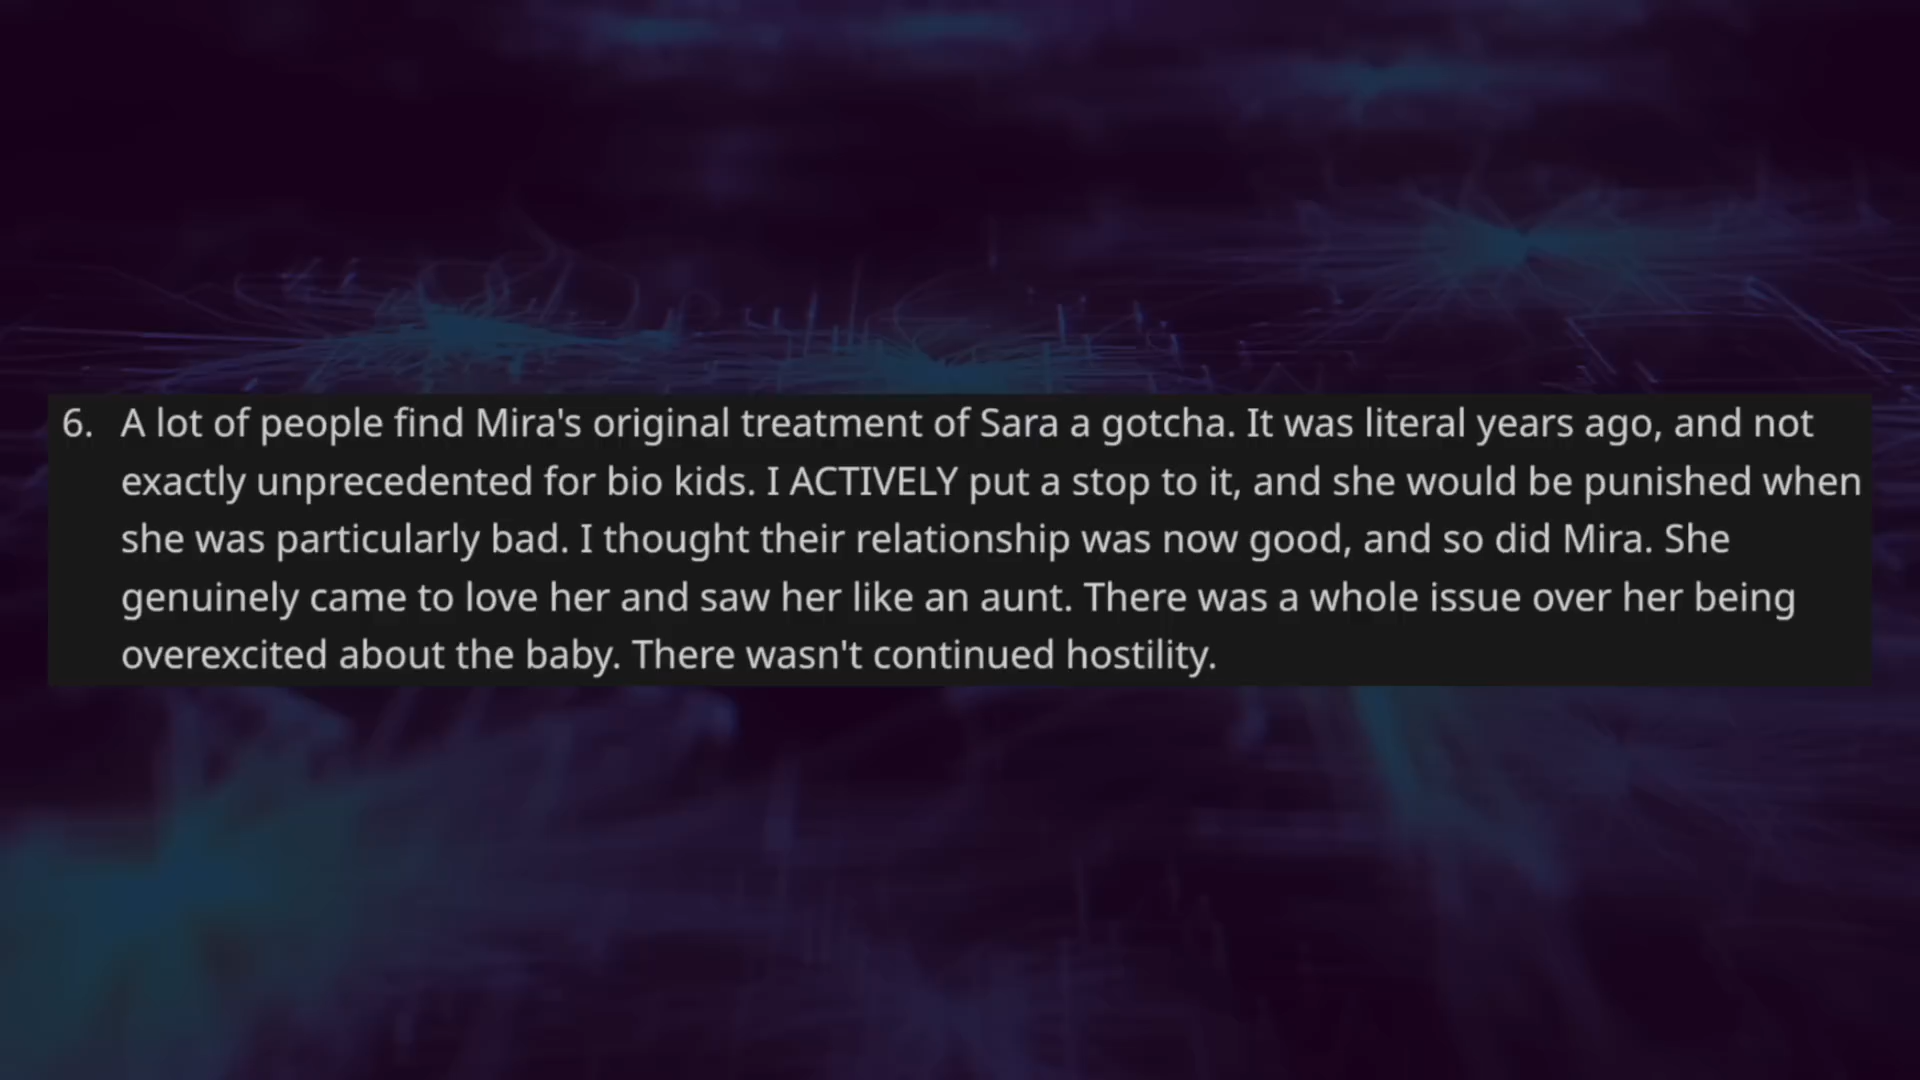 6. A lot of people find Mira's original treatment of Sara a gotcha. It was literal years ago, and not
exactly unprecedented for bio kids. I ACTIVELY put a stop to it, and she would be punished when
she was particularly bad. I thought their relationship was now good, and so did Mira. She
genuinely came to love her and saw her like an aunt. There was a whole issue over her being
overexcited about the baby. There wasn't continued hostility.